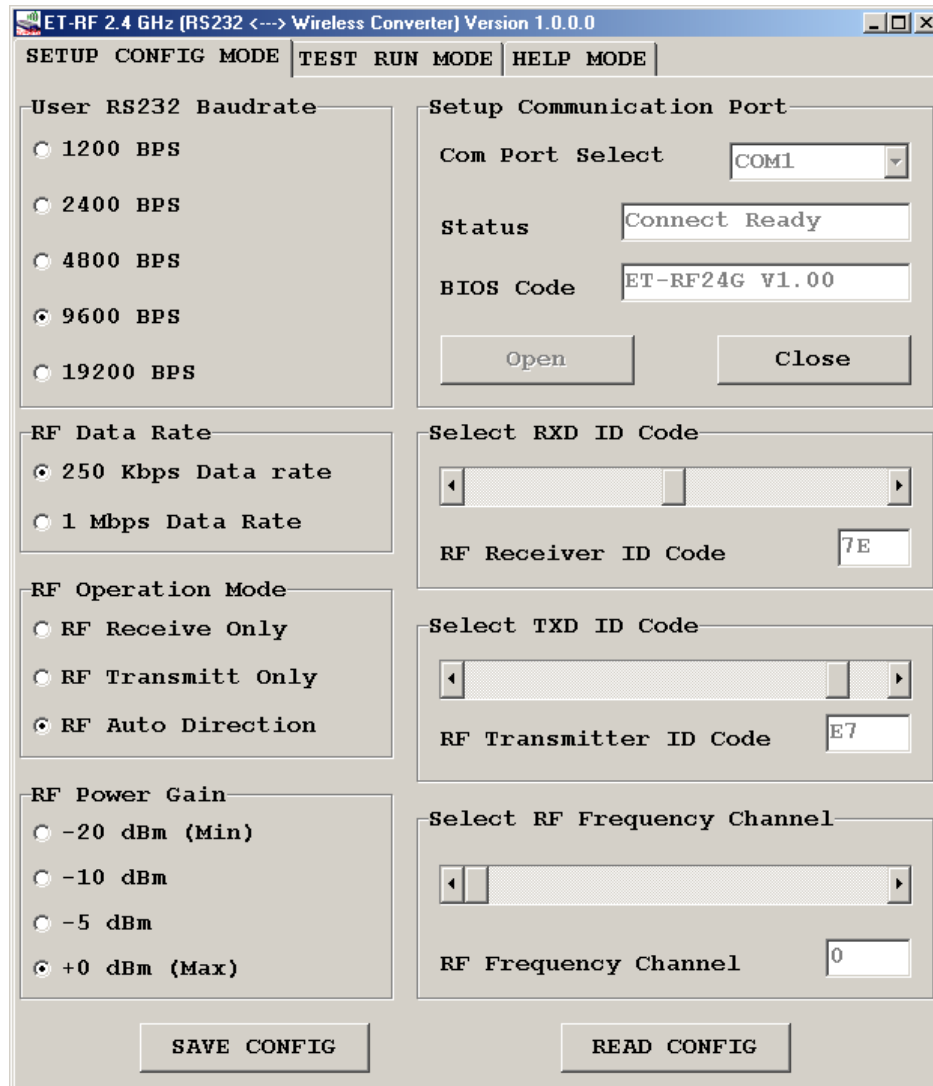 ET-RF 2.4 GHz (RS232 <---> Wireless Converter) Version 1.0.0.0
SETUP CONFIG MODE
TEST RUN MODE
HELP MODE
User RS232 Baudrate
1200 BPS
2400 BPS
4800 BPS
9600 BPS
19200 BPS
RF Data Rate
250 Kbps Data rate
1 Mbps Data Rate
RF Operation Mode
RF Receive Only
RF Transmitt Only
RF Auto Direction
RF Power Gain
-20 dBm (Min)
-10 dBm
-5 dBm
+0 dBm (Max)
SAVE CONFIG
Setup Communication Port
Com Port Select
COM1
Status
Connect Ready
BIOS Code
ET-RF24G V1.00
Open
Close
Select RXD ID Code
RF Receiver ID Code
7E
Select TXD ID Code
RF Transmitter ID Code
E7
Select RF Frequency Channel
RF Frequency Channel
0
READ CONFIG